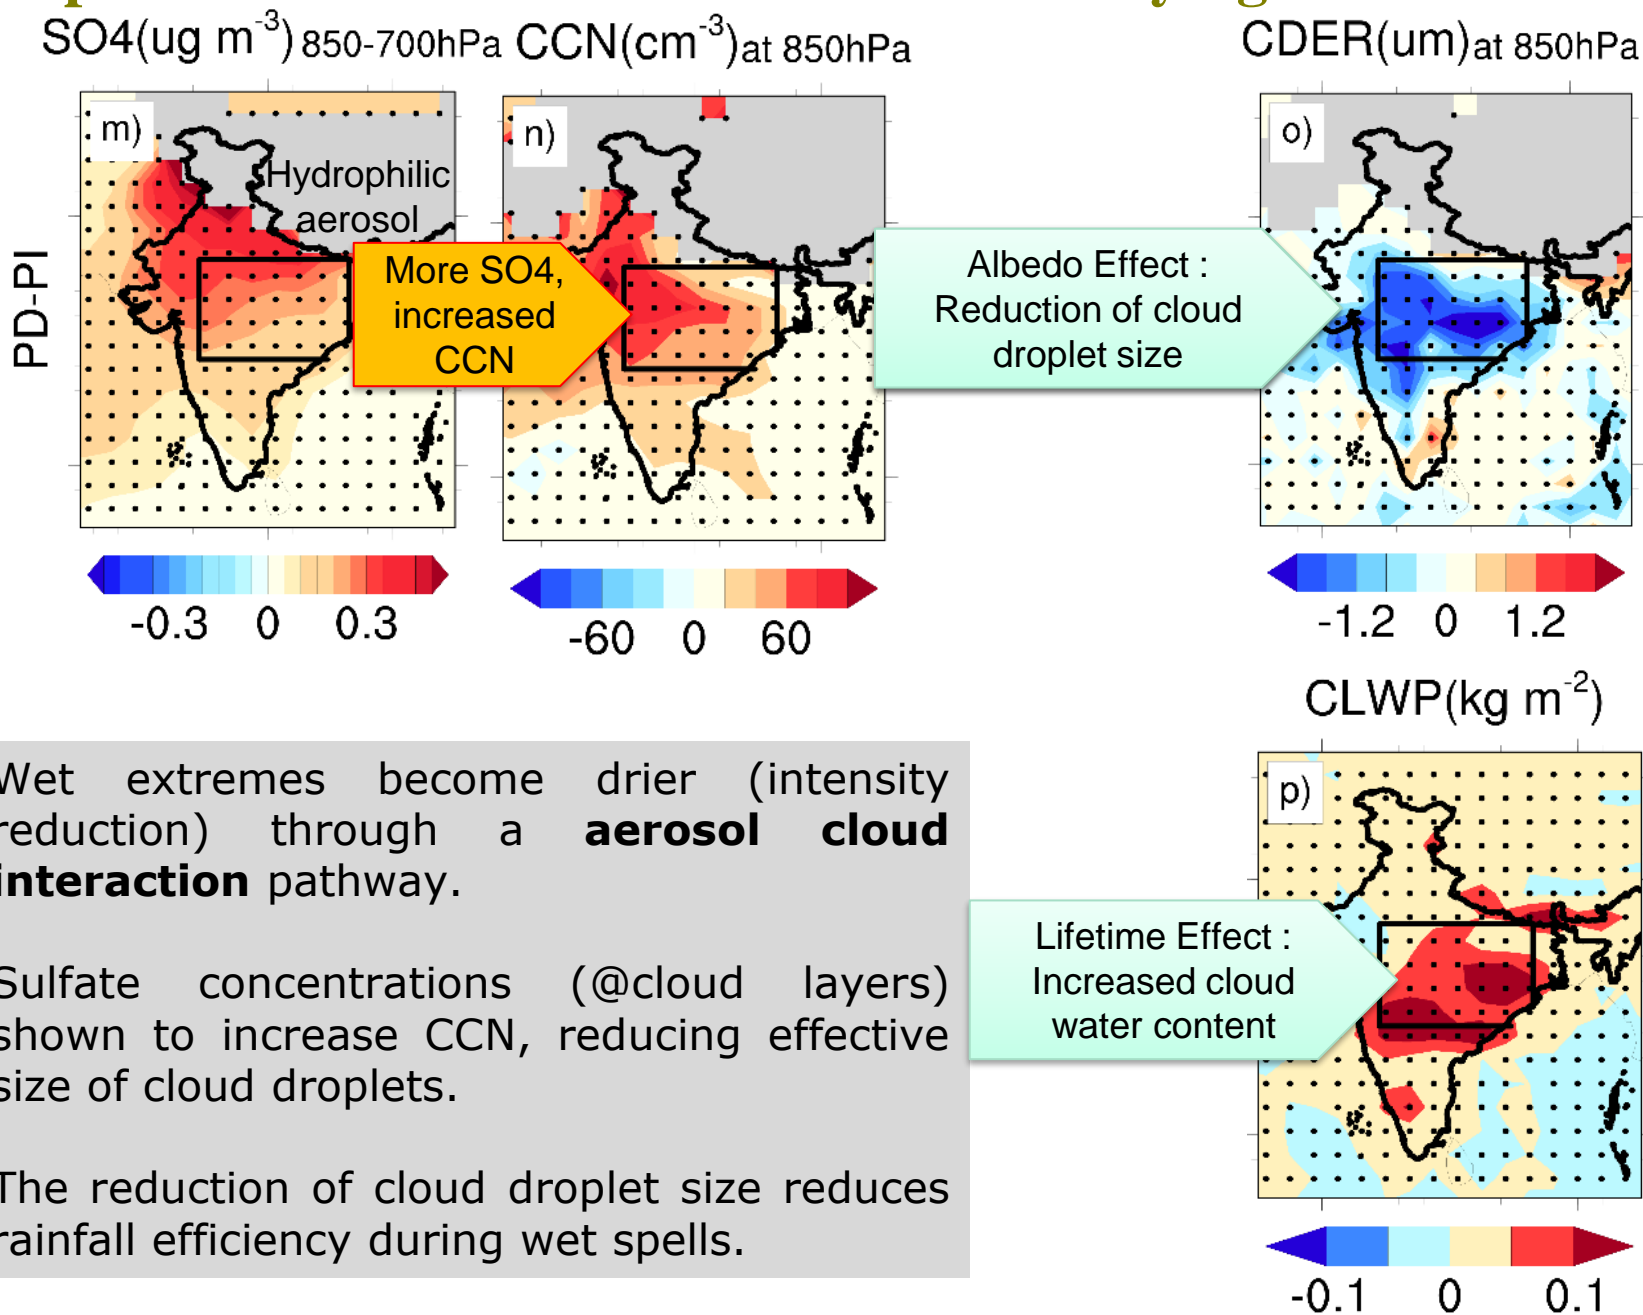 SO4(ug m-3) 850-700hPa
CCN(cm-3) at 850hPa
CDER(um) at 850hPa
PD-PI
m)
Hydrophilic
aerosol
More SO4,
increased
CCN
n)
Albedo Effect :
Reduction of cloud
droplet size
o)
-0.3 0 0.3
-60 0 60
-1.2 0 1.2
CLWP(kg m-2)
Wet extremes become drier (intensity
reduction) through a aerosol cloud
interaction pathway.
Sulfate concentrations (@cloud layers)
shown to increase CCN, reducing effective
size of cloud droplets.
The reduction of cloud droplet size reduces
rainfall efficiency during wet spells.
Lifetime Effect :
Increased cloud
water content
p)
-0.1 0 0.1